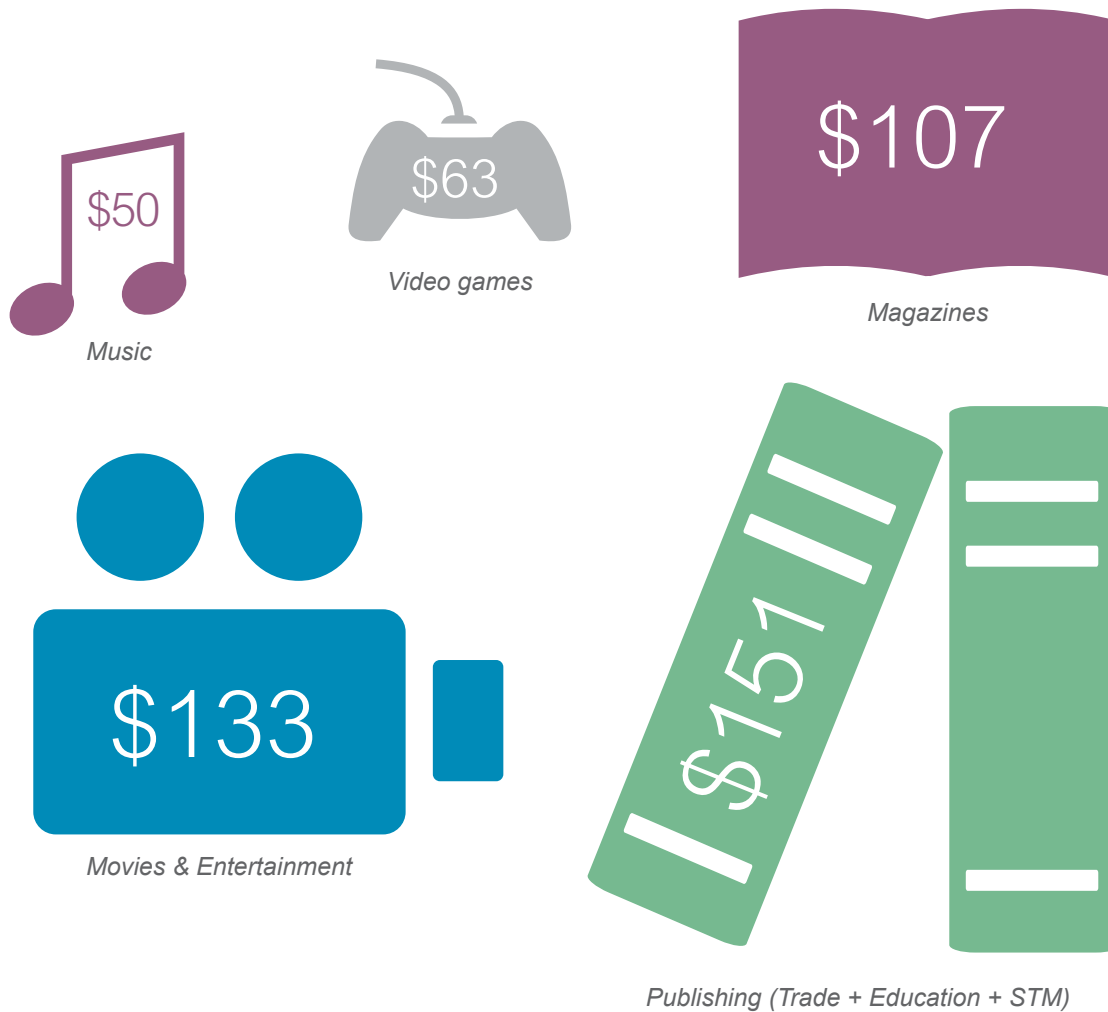 $50
Music
$63
Video games
$107
Magazines
$133
Movies & Entertainment
$151
Publishing (Trade + Education + STM)